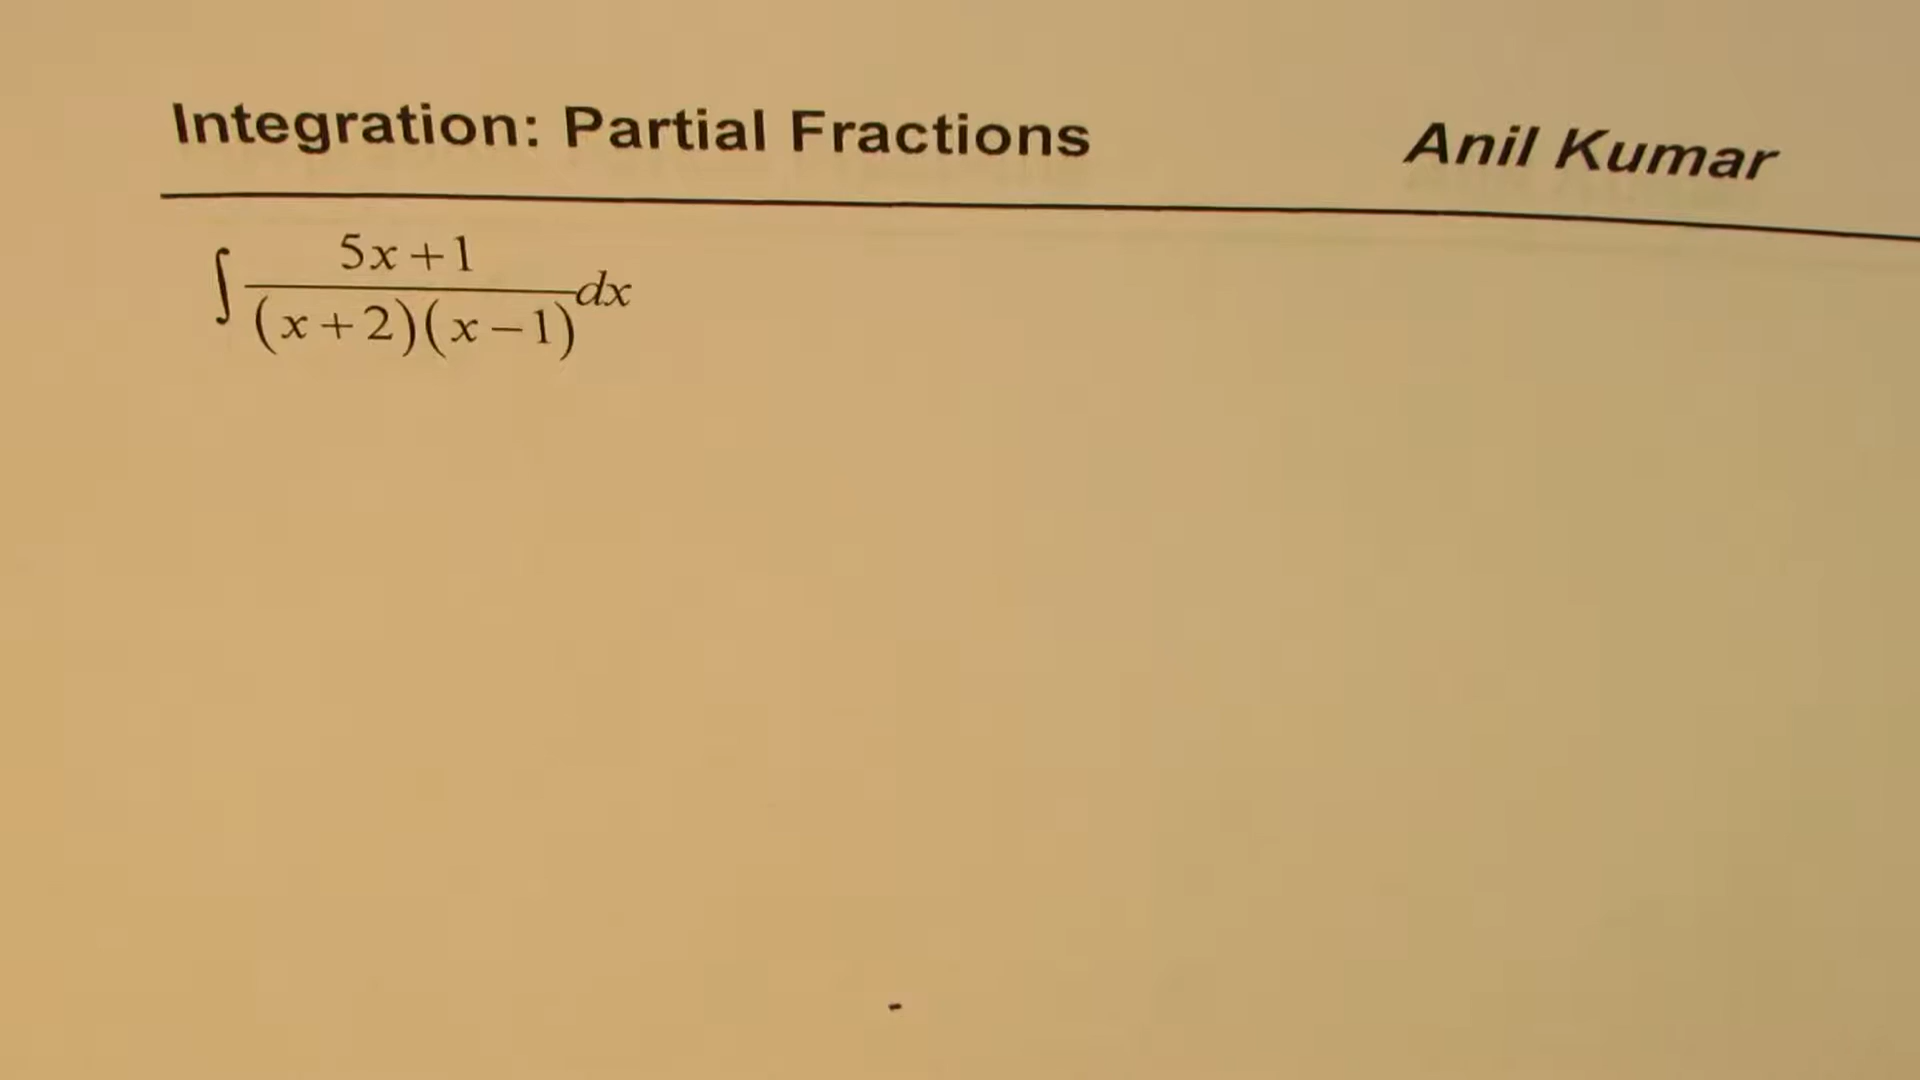 Integration: Partial Fractions
Anil Kumar
∫ 5x+1 / (x+2)(x−1) dx